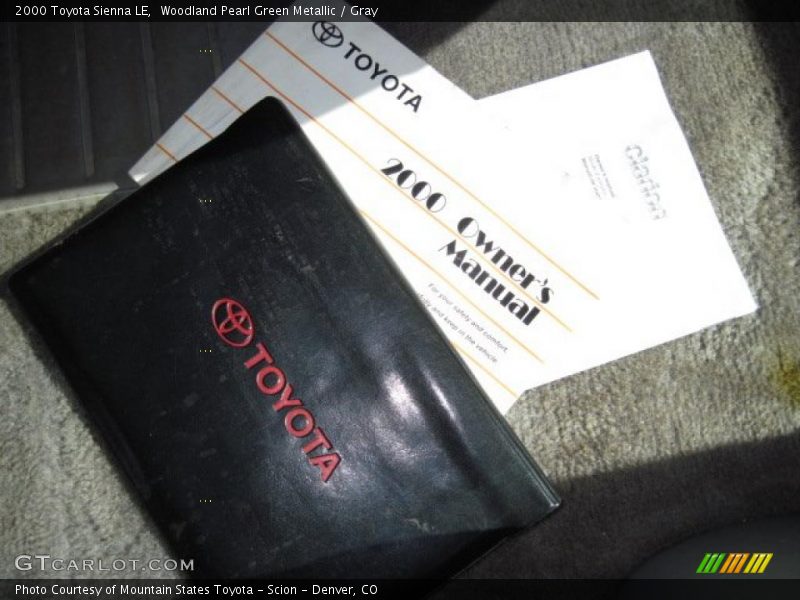 2000 Toyota Sienna LE, Woodland Pearl Green Metallic / Gray
TOYOTA
2000 Owner's
Manual
For your safety and comfort,
and keep in the vehicle.
clarion
TOYOTA
GTCARLOT.COM
Photo Courtesy of Mountain States Toyota - Scion - Denver, CO